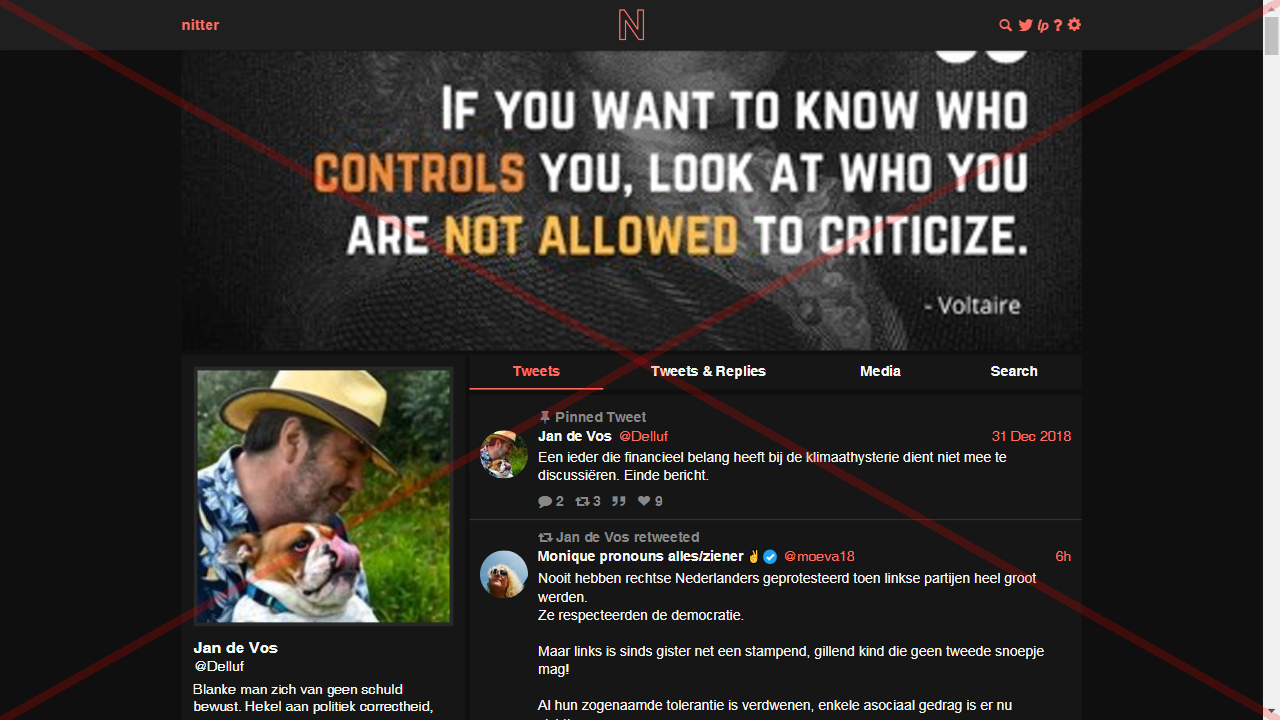 nitter
N
IF YOU WANT TO KNOW WHO
CONTROLS YOU, LOOK AT WHO YOU
ARE NOT ALLOWED TO CRITICIZE.
- Voltaire
Tweets
Tweets & Replies
Media
Search
Pinned Tweet
Jan de Vos @Delluf 31 Dec 2018
Een ieder die financieel belang heeft bij de klimaathysterie dient niet mee te
discussiëren. Einde bericht.
2 3 9
Jan de Vos retweeted
Monique pronouns alles/ziener ✌ @moeva18 6h
Nooit hebben rechtse Nederlanders geprotesteerd toen linkse partijen heel groot
werden.
Ze respecteerden de democratie.
Maar links is sinds gister net een stampend, gillend kind die geen tweede snoepje
mag!
Al hun zogenaamde tolerantie is verdwenen, enkele asociaal gedrag is er nu
Jan de Vos
@Delluf
Blanke man zich van geen schuld
bewust. Hekel aan politiek correctheid,